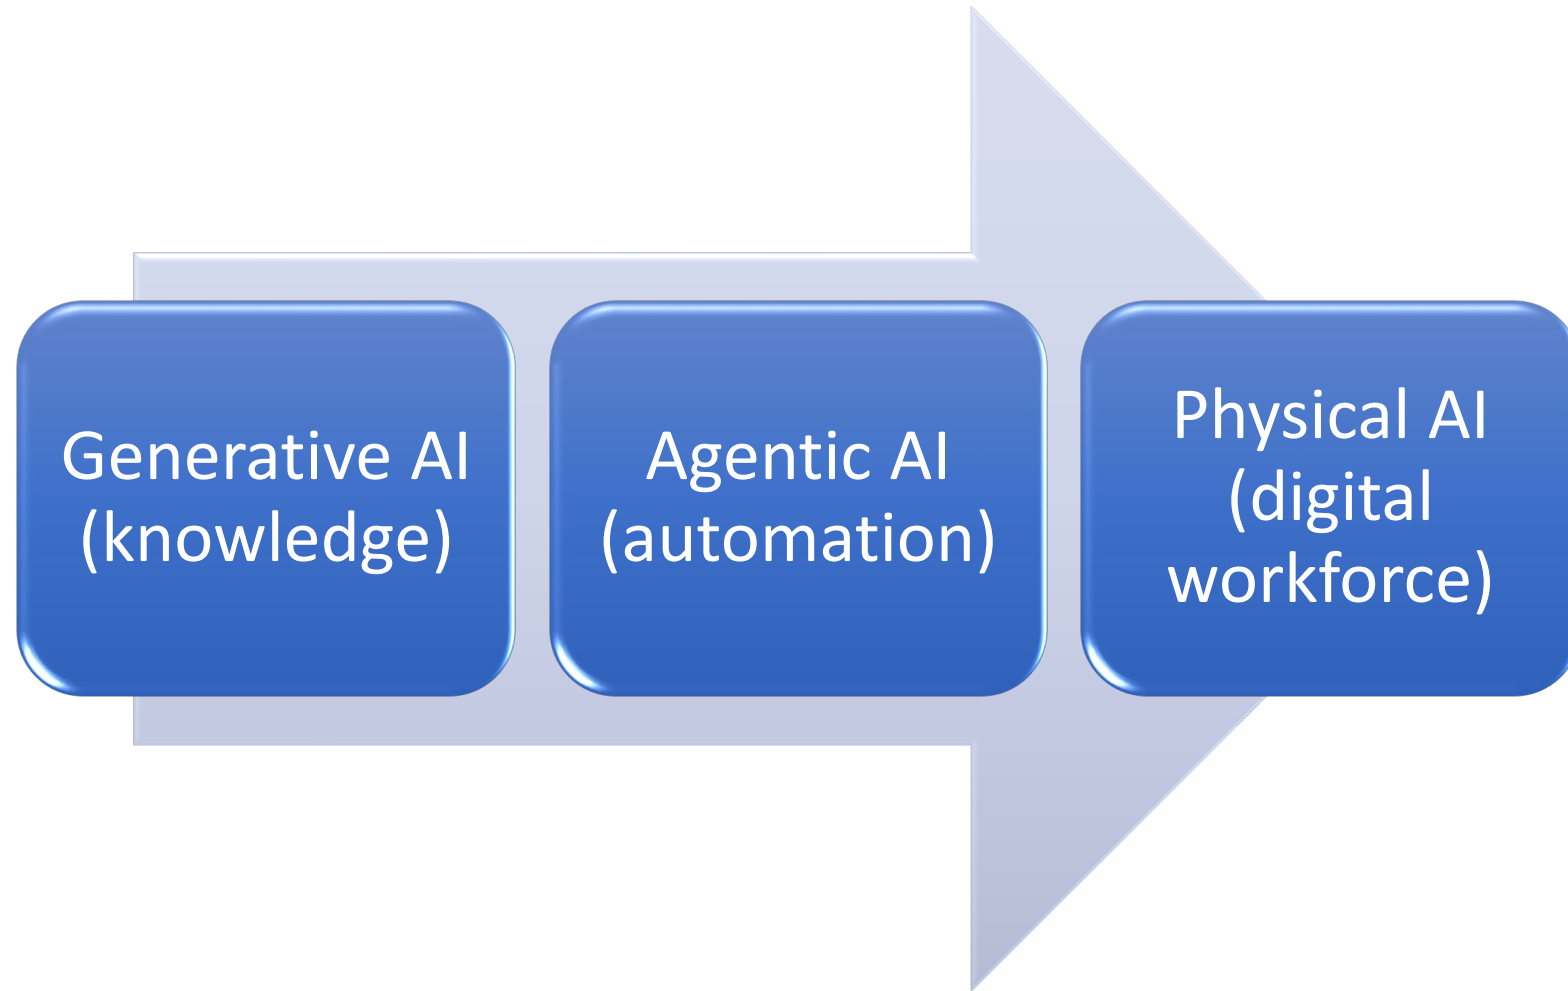 Generative AI
(knowledge)
Agentic AI
(automation)
Physical AI
(digital
workforce)